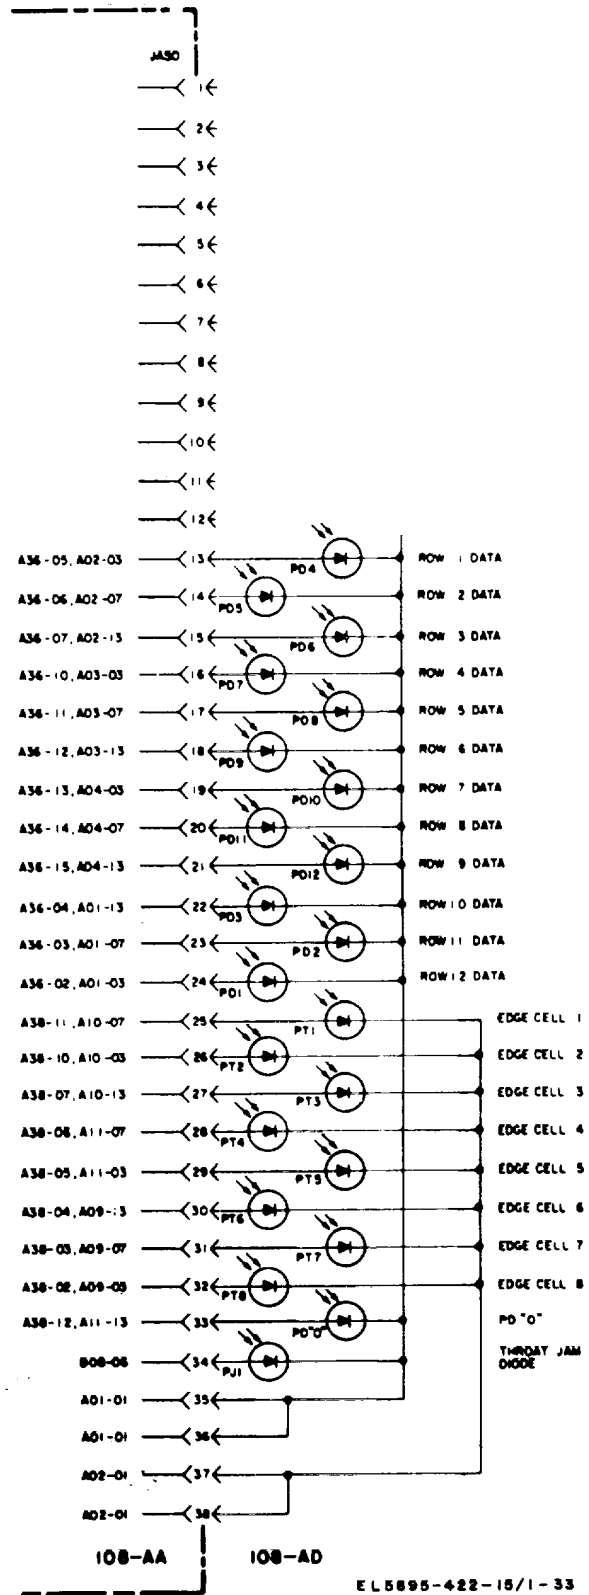 JA50
1
2
3
4
5
6
7
8
9
10
11
12
A36-05, A02-03 13 PD4 ROW 1 DATA
A36-06, A02-07 14 PD5 ROW 2 DATA
A36-07, A02-13 15 PD6 ROW 3 DATA
A36-10, A03-03 16 PD7 ROW 4 DATA
A36-11, A03-07 17 PD8 ROW 5 DATA
A36-12, A03-13 18 PD9 ROW 6 DATA
A36-13, A04-03 19 PD10 ROW 7 DATA
A36-14, A04-07 20 PD11 ROW 8 DATA
A36-15, A04-13 21 PD12 ROW 9 DATA
A36-04, A01-13 22 PD3 ROW 10 DATA
A36-03, A01-07 23 PD2 ROW 11 DATA
A36-02, A01-03 24 PD1 ROW 12 DATA
A38-11, A10-07 25 PT1 EDGE CELL 1
A38-10, A10-03 26 PT2 EDGE CELL 2
A38-07, A10-13 27 PT3 EDGE CELL 3
A38-06, A11-07 28 PT4 EDGE CELL 4
A38-05, A11-03 29 PT5 EDGE CELL 5
A38-04, A09-13 30 PT6 EDGE CELL 6
A38-03, A09-07 31 PT7 EDGE CELL 7
A38-02, A09-03 32 PT8 EDGE CELL 8
A38-12, A11-13 33 PD"O" PD "O"
B08-06 34 PJ1 THROAT JAM
DIODE
A01-01 35
A01-01 36
A02-01 37
A02-01 38
108-AA 108-AD
EL5895-422-15/1-33